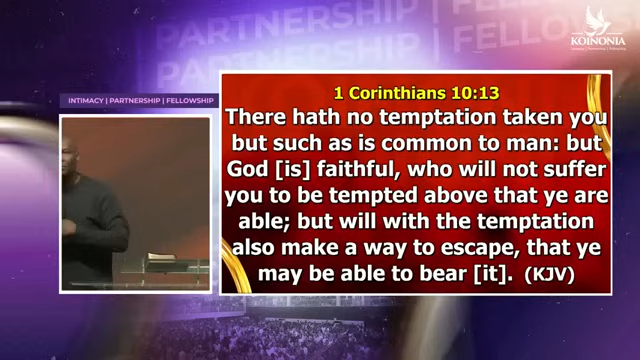 PARTNERSHIP | FELLOWSHIP
PARTNERSHIP | FELLOW
KOINONIA
INTIMACY | PARTNERSHIP | FELLOWSHIP
1 Corinthians 10:13
There hath no temptation taken you
but such as is common to man: but
God [is] faithful, who will not suffer
you to be tempted above that ye are
able; but will with the temptation
also make a way to escape, that ye
may be able to bear [it]. (KJV)